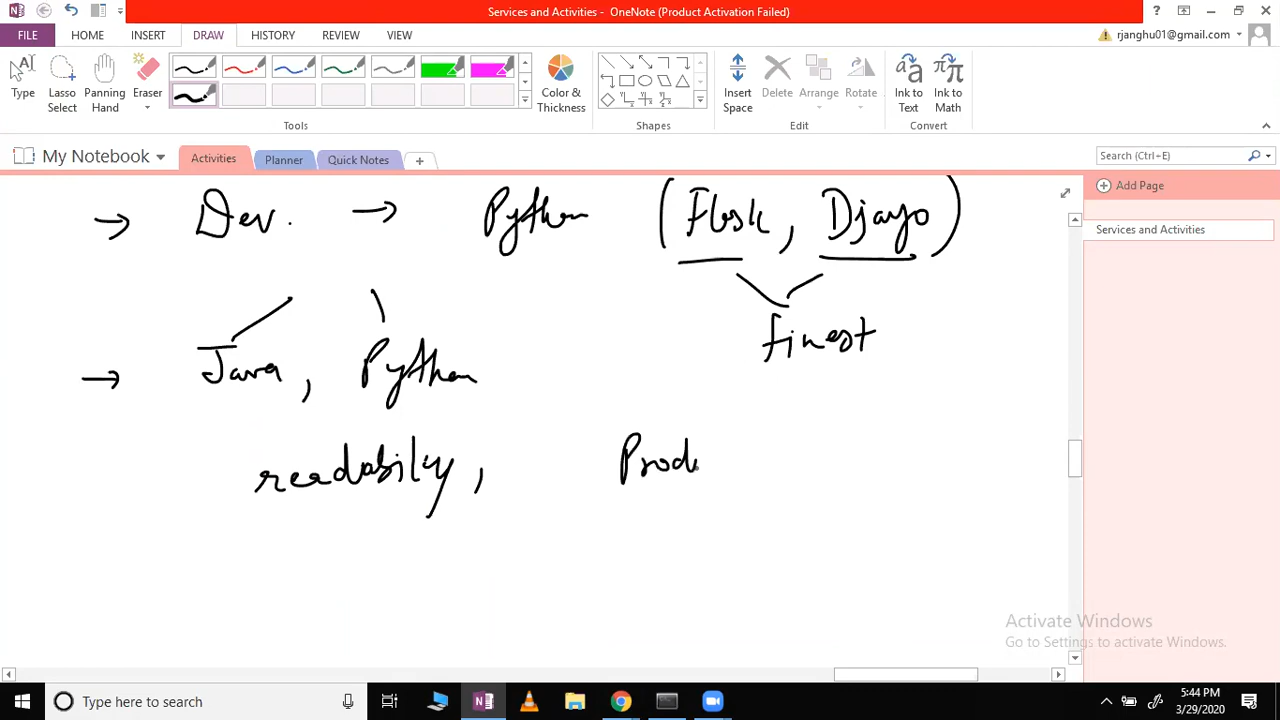 Services and Activities - OneNote (Product Activation Failed)
?
FILE HOME INSERT DRAW HISTORY REVIEW VIEW
rjanghu01@gmail.com
Type Lasso Select Panning Hand Eraser Color & Thickness Insert Space Delete Arrange Rotate Ink to Text Ink to Math
Tools Shapes Edit Convert
My Notebook Activities Planner Quick Notes +
Search (Ctrl+E)
Add Page
Services and Activities
→ Dev. → Python (Flask, Django)
finest
→ Java, Python
readability, Prod
Activate Windows
Go to Settings to activate Windows.
Type here to search
5:44 PM
3/29/2020